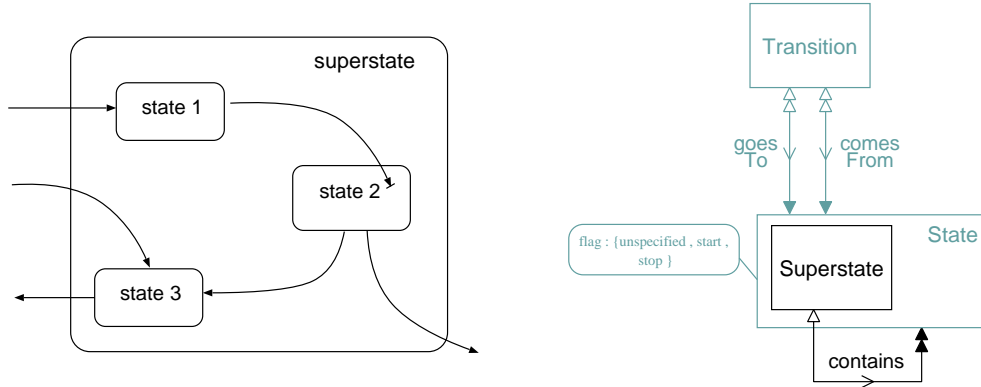 superstate
state 1
state 2
state 3
Transition
goes
To
comes
From
flag : {unspecified , start ,
stop }
State
Superstate
contains